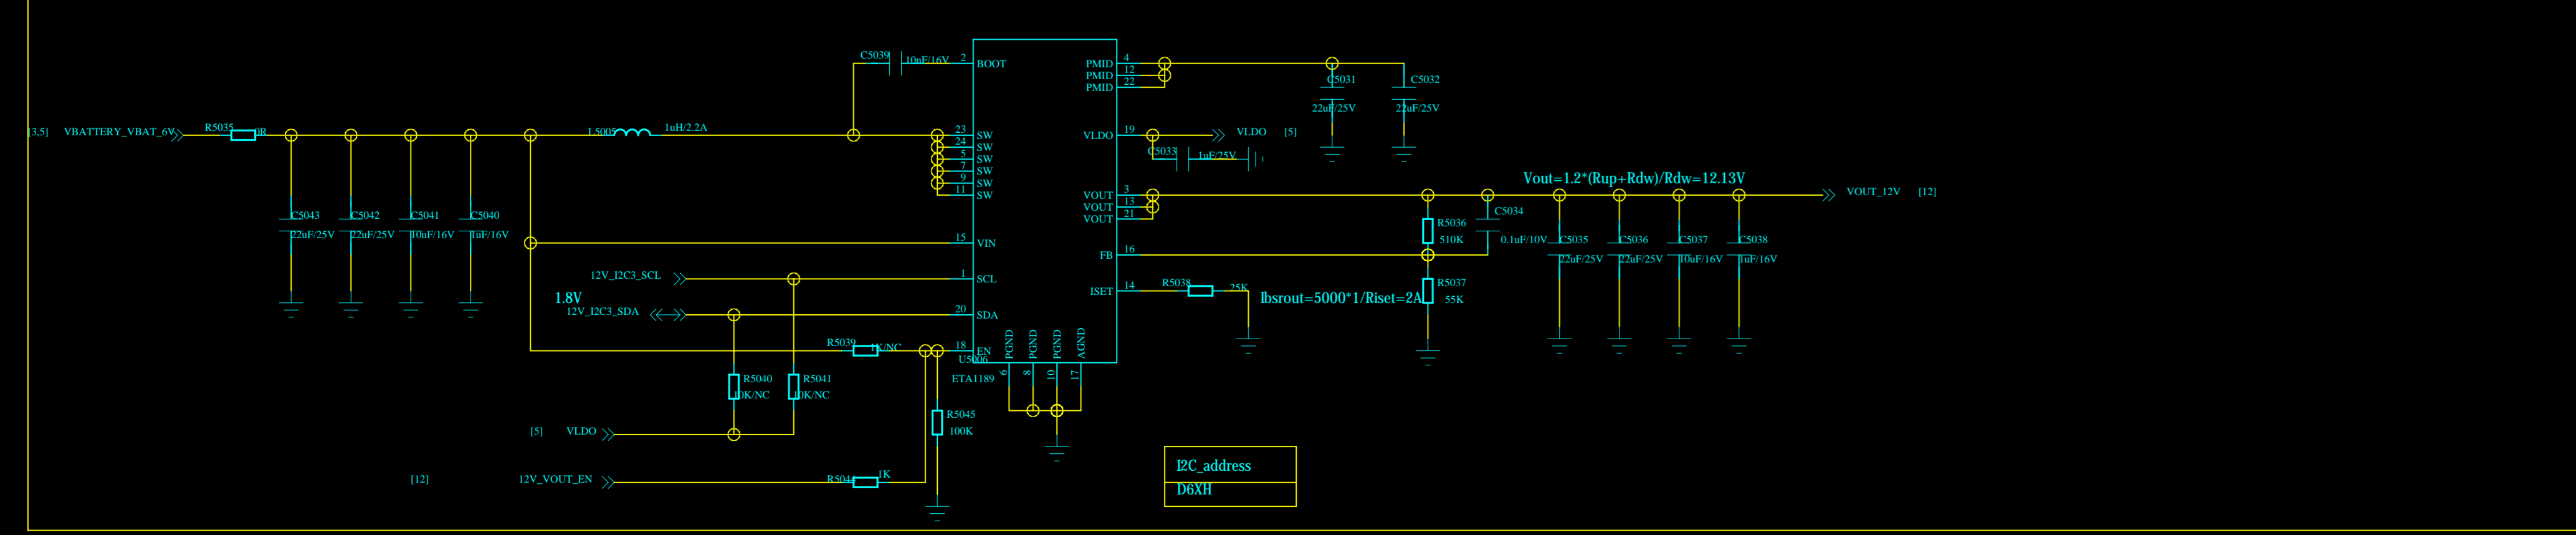 C5039
10nF/16V
2
BOOT
PMID
4
PMID
12
PMID
22
C5031
22uF/25V
C5032
22uF/25V
[3,5]
VBATTERY_VBAT_6V
R5035
0R
L5005
1uH/2.2A
23
SW
24
SW
5
SW
7
SW
9
SW
11
SW
VLDO
19
VLDO
[5]
C5033
1uF/25V
Vout=1.2*(Rup+Rdw)/Rdw=12.13V
VOUT
3
VOUT
13
VOUT
21
VOUT_12V
[12]
C5043
22uF/25V
C5042
22uF/25V
C5041
10uF/16V
C5040
1uF/16V
15
VIN
R5036
510K
C5034
0.1uF/10V
C5035
22uF/25V
C5036
22uF/25V
C5037
10uF/16V
C5038
1uF/16V
FB
16
12V_I2C3_SCL
1
SCL
1.8V
12V_I2C3_SDA
20
SDA
ISET
14
R5038
25K
Ibsrout=5000*1/Riset=2A
R5037
55K
R5039
1K/NC
18
EN
U5006
ETA1189
PGND
PGND
PGND
AGND
6
8
10
17
R5040
10K/NC
R5041
10K/NC
R5045
100K
[5]
VLDO
[12]
12V_VOUT_EN
1K
I2C_address
D6XH